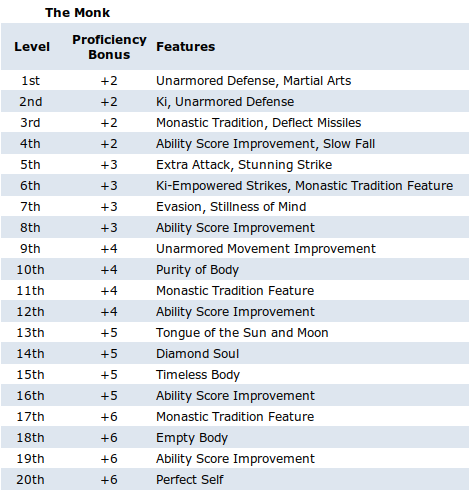 The Monk
Level Proficiency Bonus Features
1st +2 Unarmored Defense, Martial Arts
2nd +2 Ki, Unarmored Defense
3rd +2 Monastic Tradition, Deflect Missiles
4th +2 Ability Score Improvement, Slow Fall
5th +3 Extra Attack, Stunning Strike
6th +3 Ki-Empowered Strikes, Monastic Tradition Feature
7th +3 Evasion, Stillness of Mind
8th +3 Ability Score Improvement
9th +4 Unarmored Movement Improvement
10th +4 Purity of Body
11th +4 Monastic Tradition Feature
12th +4 Ability Score Improvement
13th +5 Tongue of the Sun and Moon
14th +5 Diamond Soul
15th +5 Timeless Body
16th +5 Ability Score Improvement
17th +6 Monastic Tradition Feature
18th +6 Empty Body
19th +6 Ability Score Improvement
20th +6 Perfect Self